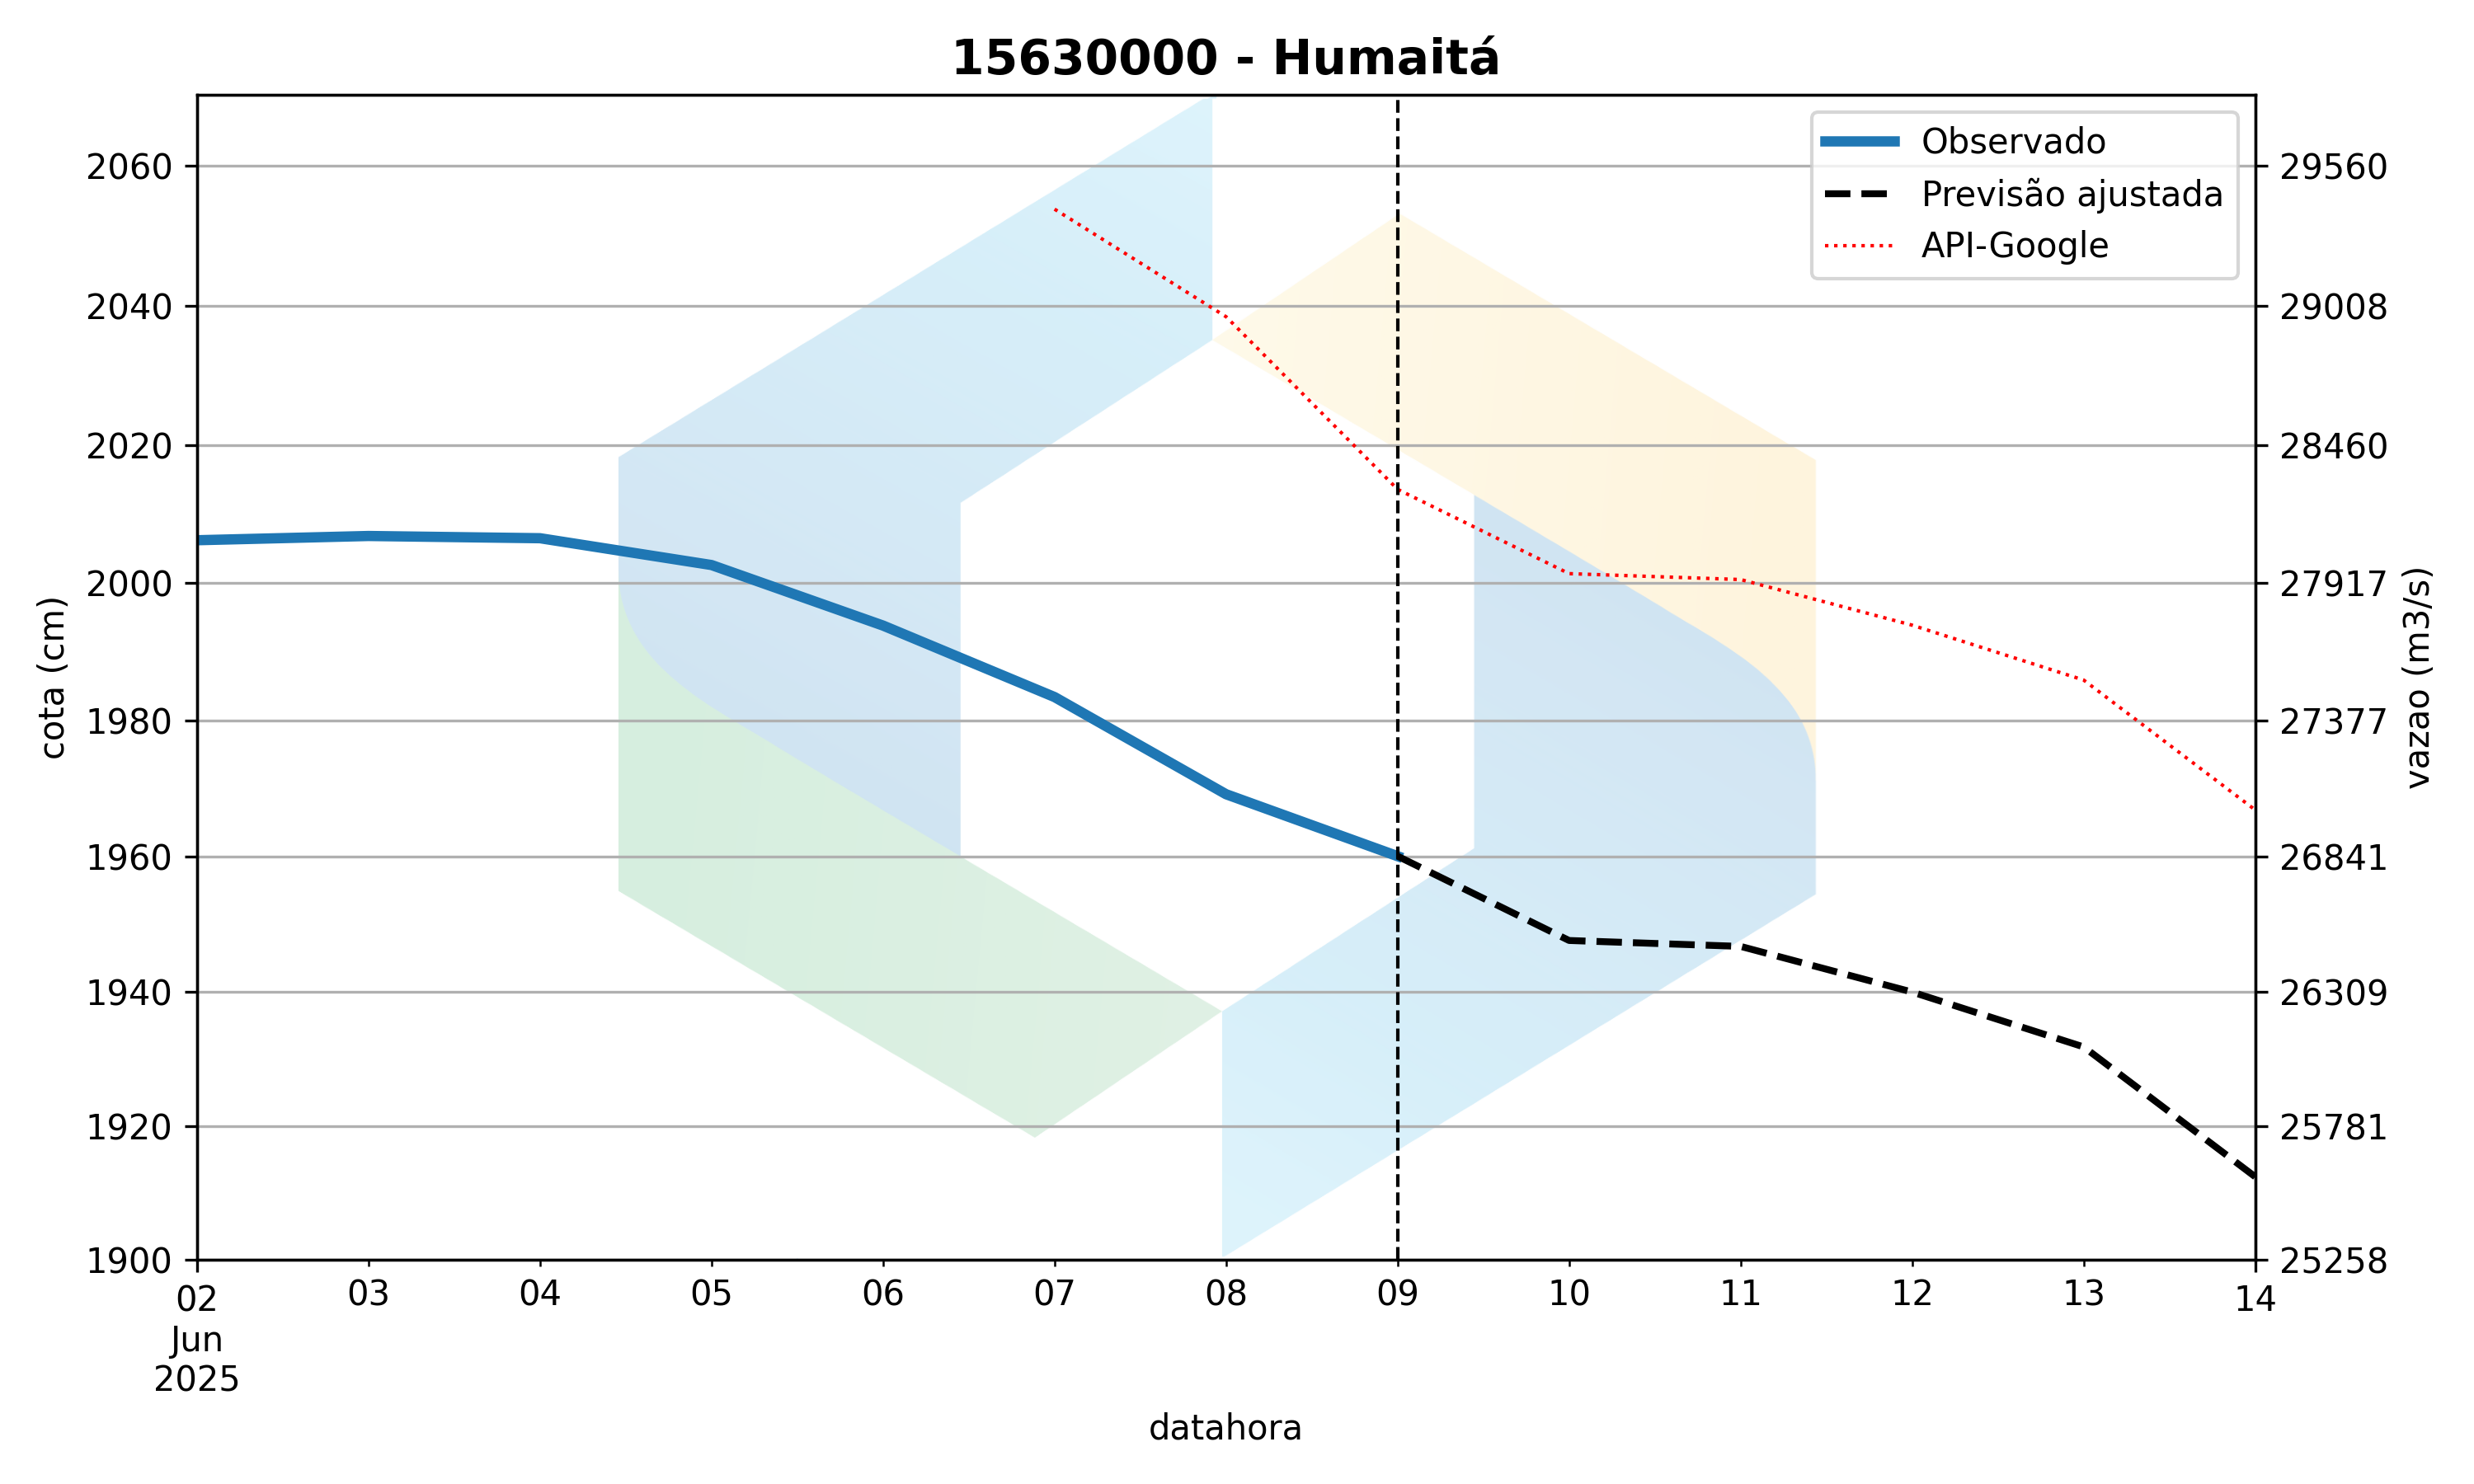 15630000 - Humaitá
Observado
Previsão ajustada
API-Google
2060
2040
2020
2000
1980
1960
1940
1920
1900
cota (cm)
29560
29008
28460
27917
27377
26841
26309
25781
25258
vazao (m3/s)
02 03 04 05 06 07 08 09 10 11 12 13 14
Jun
2025
datahora